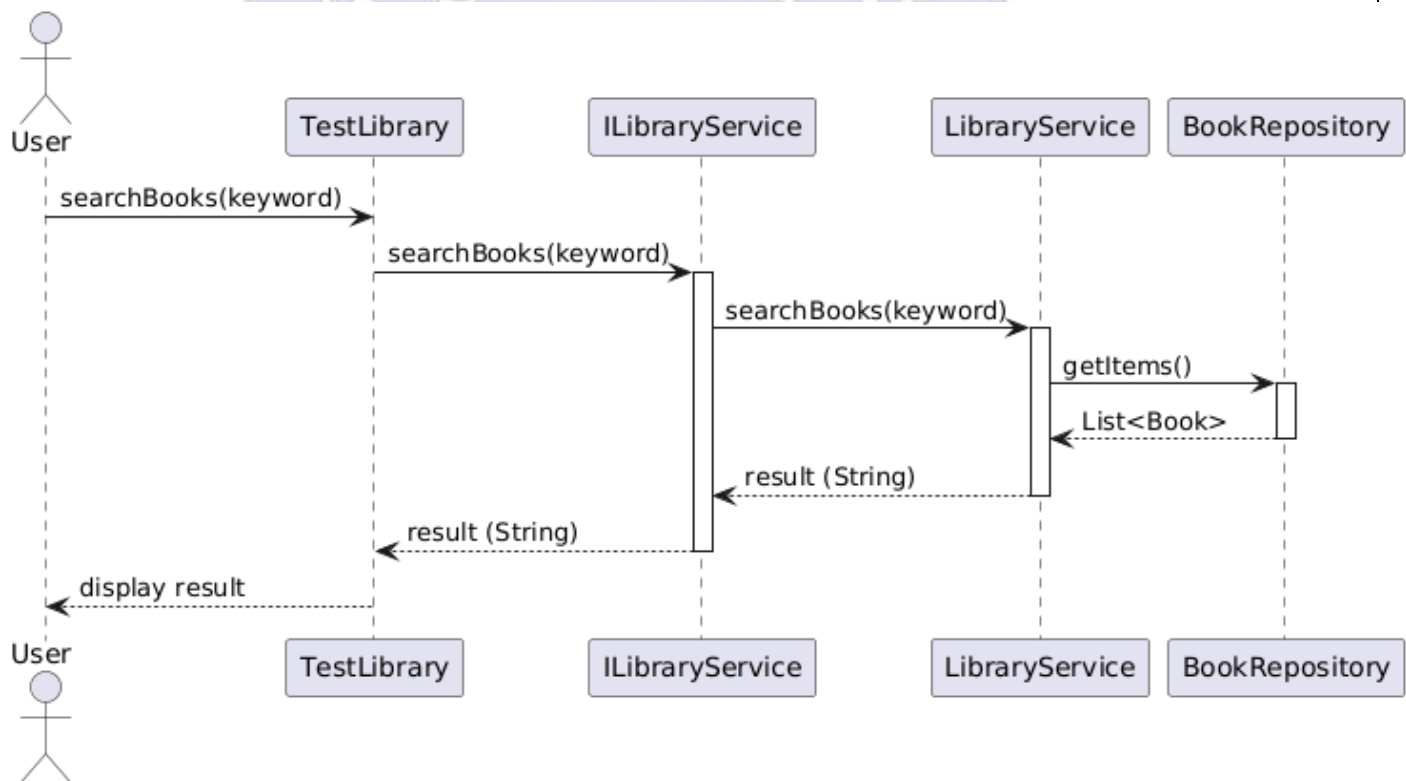 User
TestLibrary
ILibraryService
LibraryService
BookRepository
searchBooks(keyword)
searchBooks(keyword)
searchBooks(keyword)
getItems()
List<Book>
result (String)
result (String)
display result
User
TestLibrary
ILibraryService
LibraryService
BookRepository